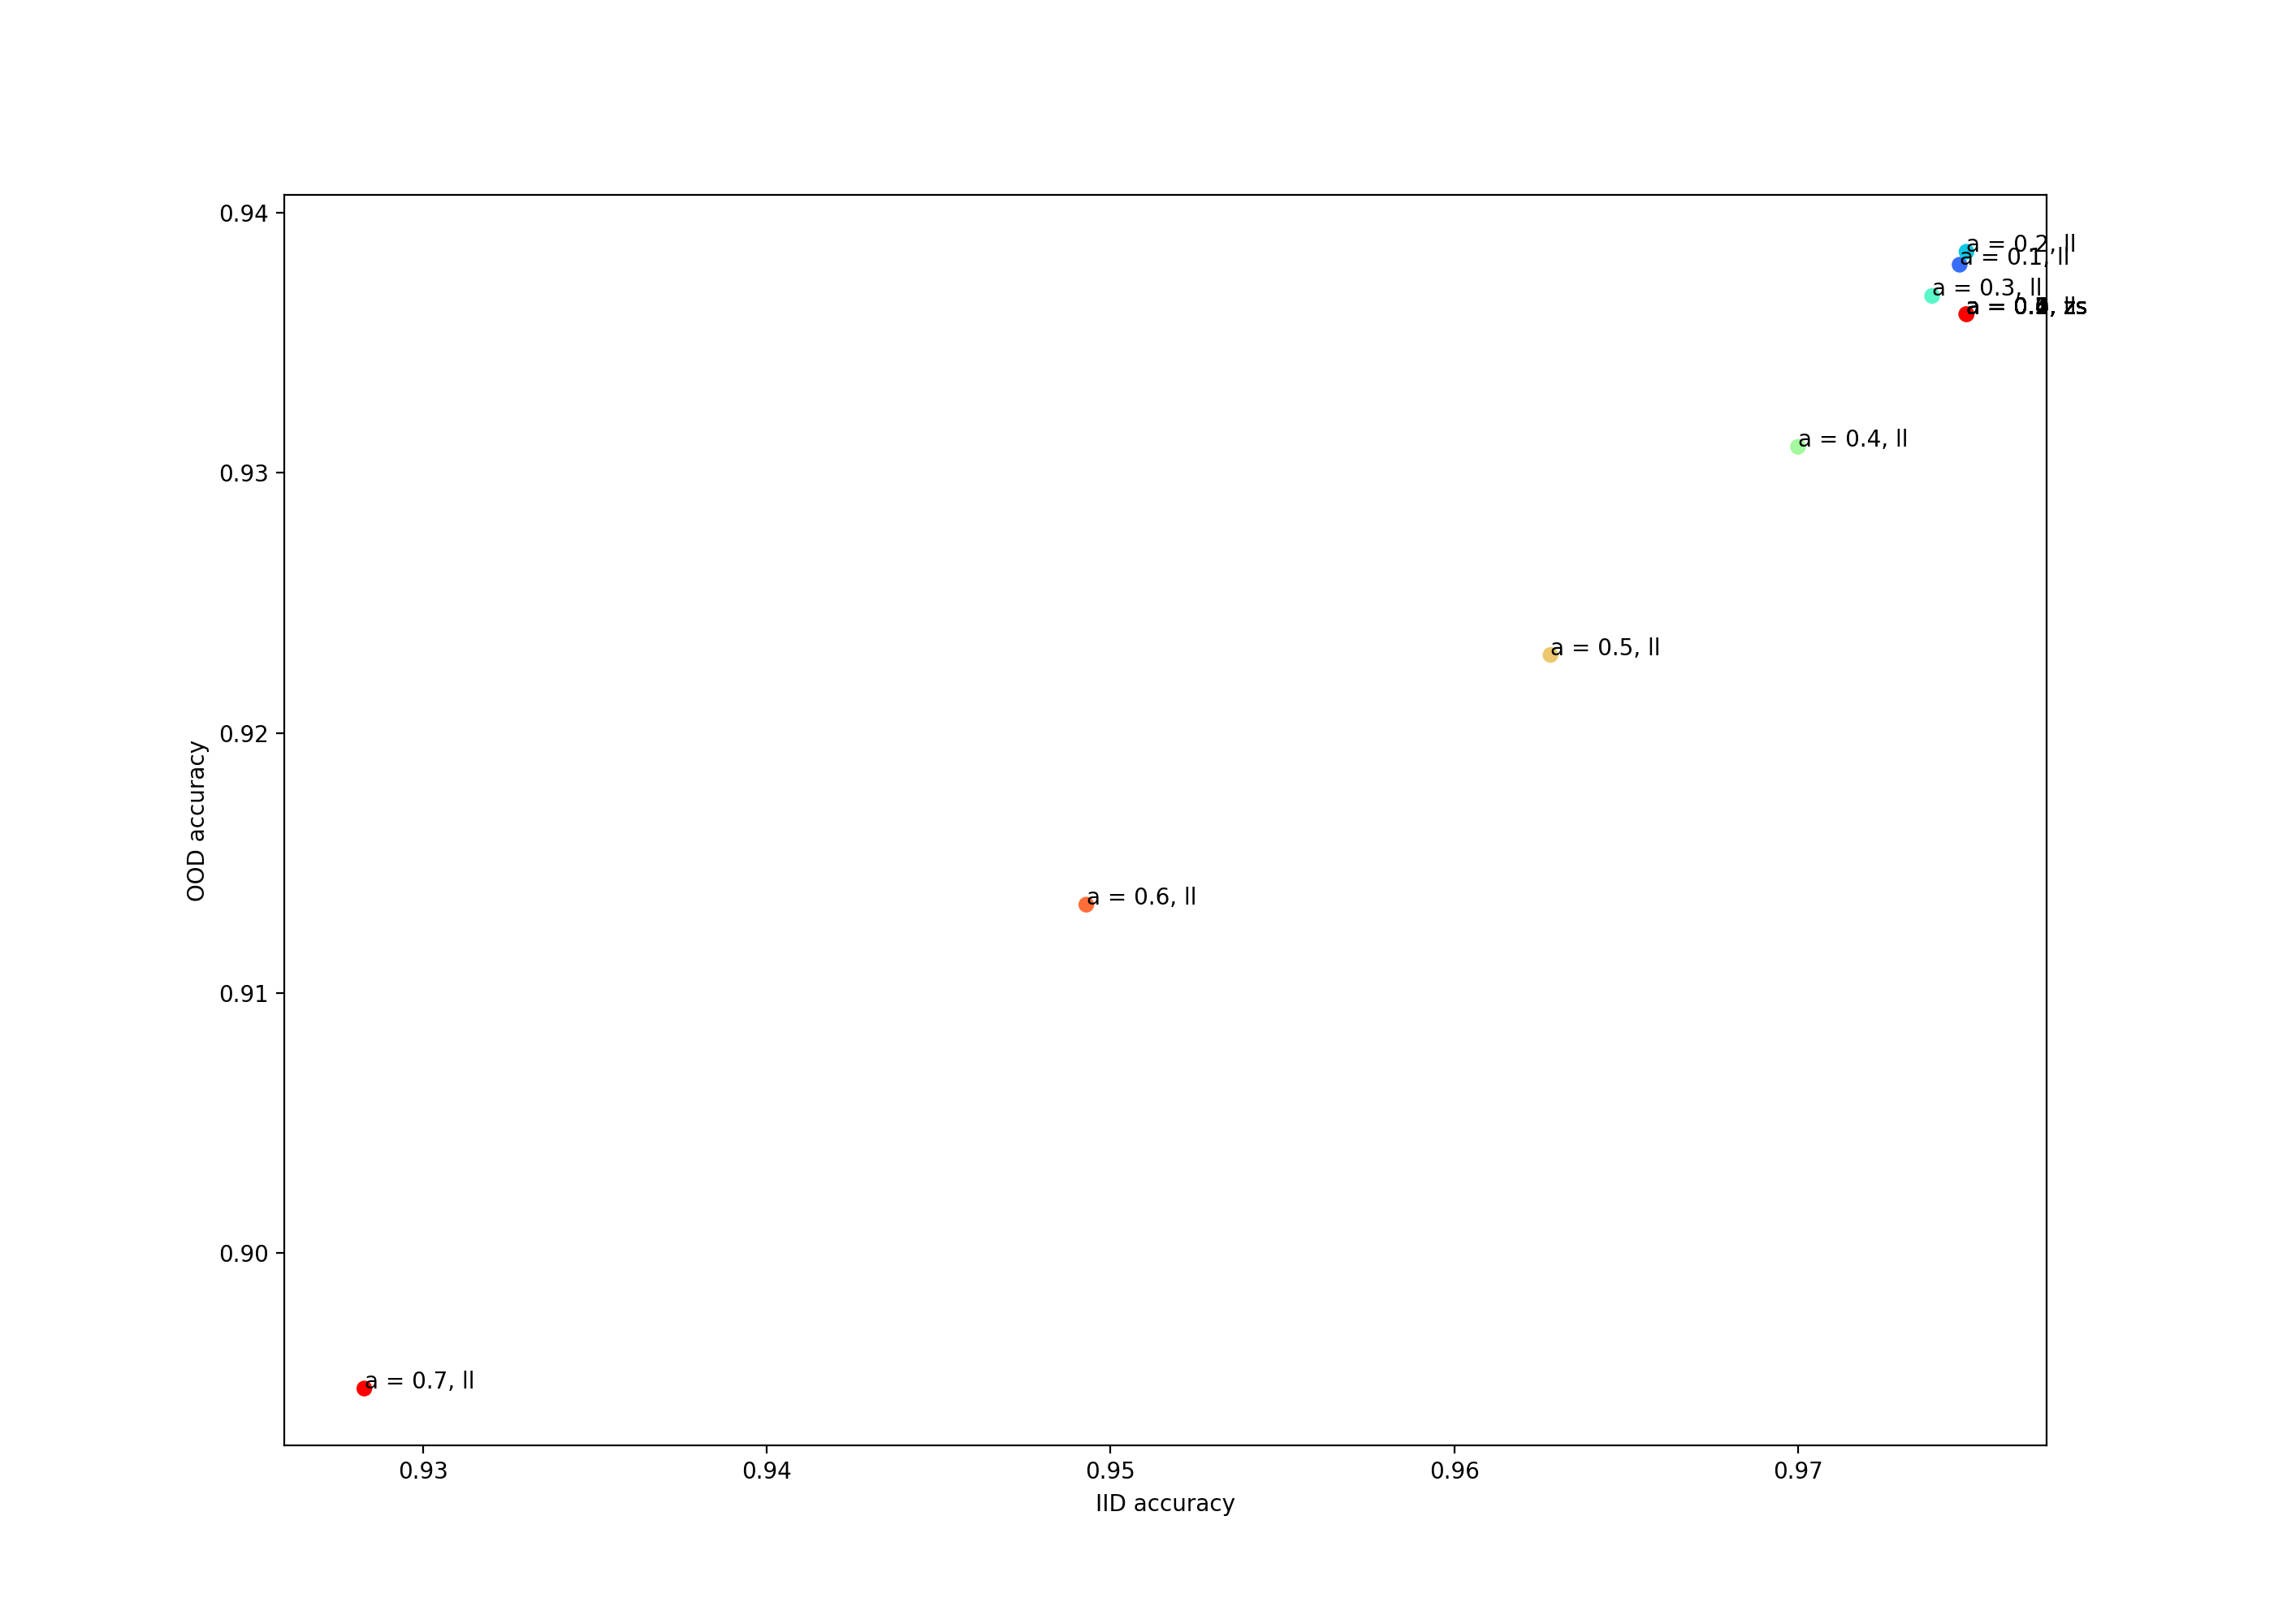 0.94
a = 0.2, ll
a = 0.1, ll
a = 0.3, ll
0.93
a = 0.4, ll
a = 0.5, ll
0.92
OOD accuracy
a = 0.6, ll
0.91
0.90
a = 0.7, ll
0.93 0.94 0.95 0.96 0.97
IID accuracy